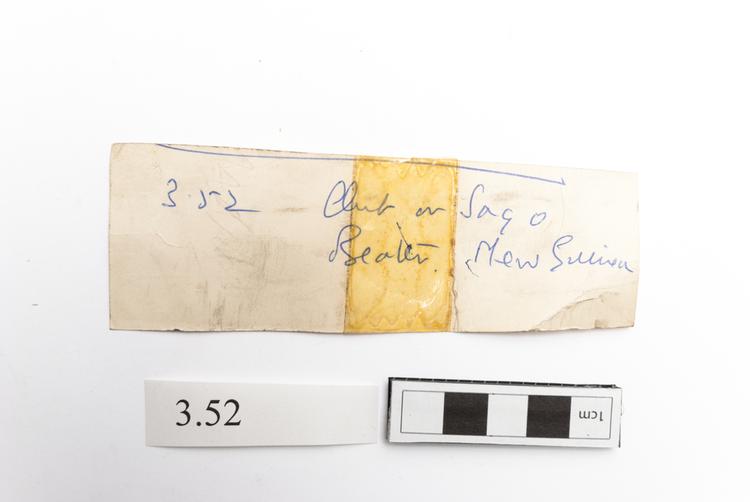 3.52 Club or Sago
Beater. New Guinea
3.52
1cm